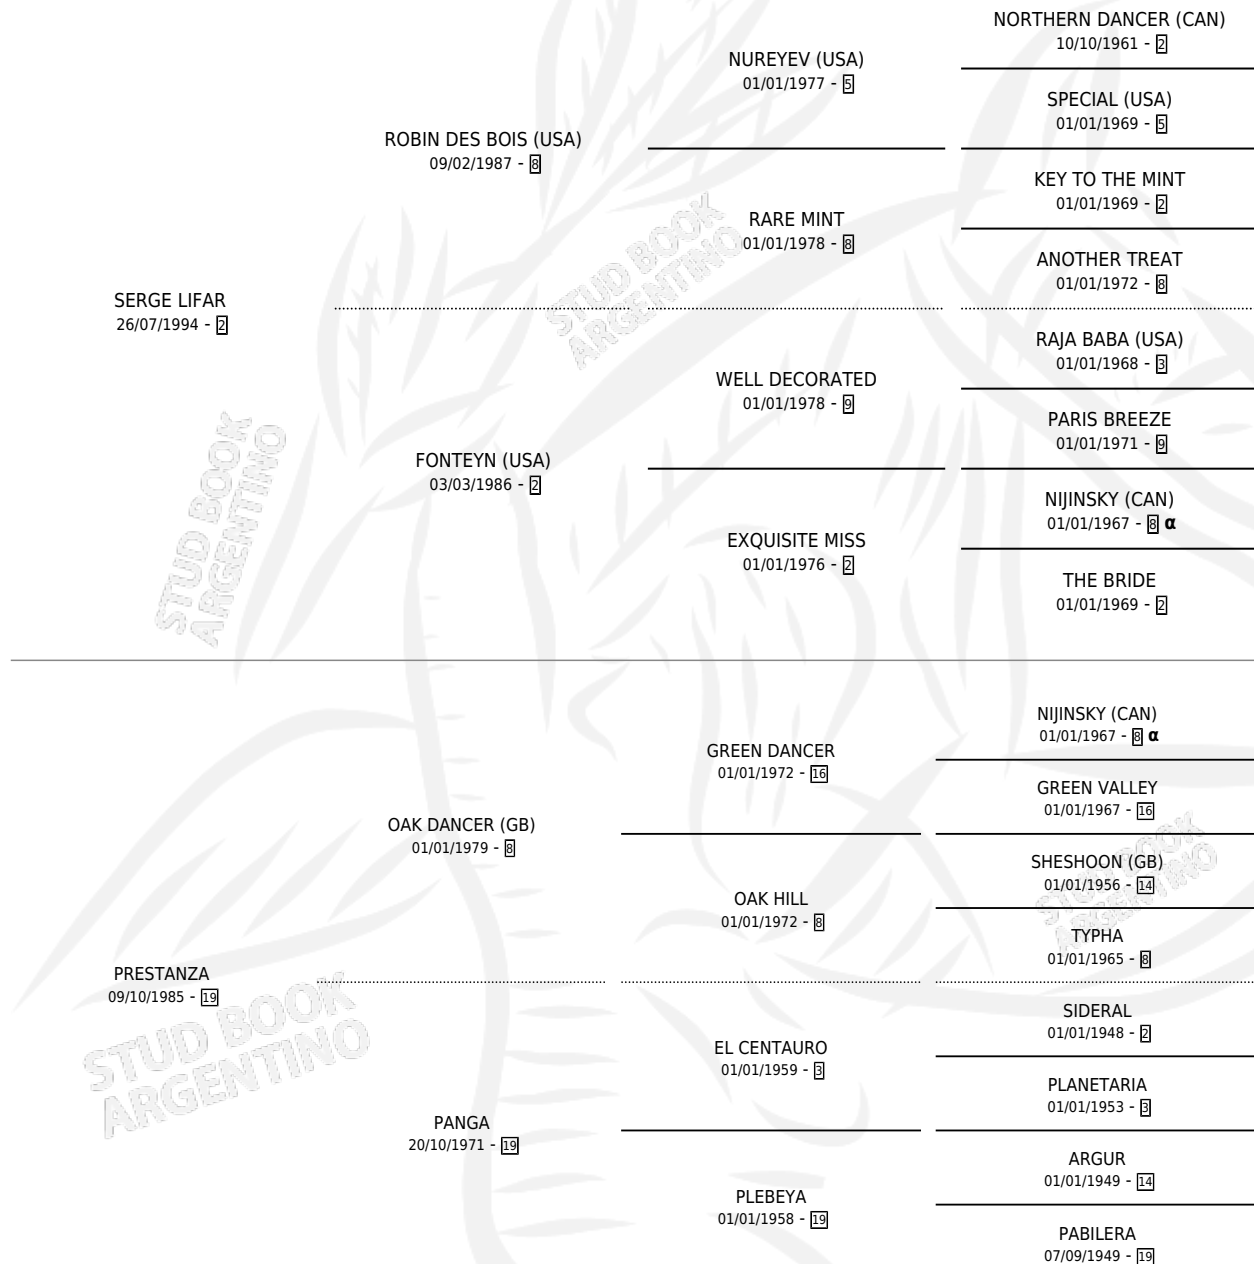 NORTHERN DANCER (CAN)
10/10/1961 - 2
NUREYEV (USA)
01/01/1977 - 5
SPECIAL (USA)
01/01/1969 - 5
ROBIN DES BOIS (USA)
09/02/1987 - 8
KEY TO THE MINT
01/01/1969 - 2
RARE MINT
01/01/1978 - 8
ANOTHER TREAT
01/01/1972 - 8
SERGE LIFAR
26/07/1994 - 2
RAJA BABA (USA)
01/01/1968 - 3
WELL DECORATED
01/01/1978 - 9
PARIS BREEZE
01/01/1971 - 9
FONTEYN (USA)
03/03/1986 - 2
NIJINSKY (CAN)
01/01/1967 - 8 α
EXQUISITE MISS
01/01/1976 - 2
THE BRIDE
01/01/1969 - 2
NIJINSKY (CAN)
01/01/1967 - 8 α
GREEN DANCER
01/01/1972 - 16
GREEN VALLEY
01/01/1967 - 16
OAK DANCER (GB)
01/01/1979 - 8
SHESHOON (GB)
01/01/1956 - 14
OAK HILL
01/01/1972 - 8
TYPHA
01/01/1965 - 8
PRESTANZA
09/10/1985 - 19
SIDERAL
01/01/1948 - 2
EL CENTAURO
01/01/1959 - 3
PLANETARIA
01/01/1953 - 3
PANGA
20/10/1971 - 19
ARGUR
01/01/1949 - 14
PLEBEYA
01/01/1958 - 19
PABILERA
07/09/1949 - 19
STUD BOOK
ARGENTINO
STUD BOOK
ARGENTINO
STUD BOOK
ARGENTINO
STUD BOOK
ARGENTINO